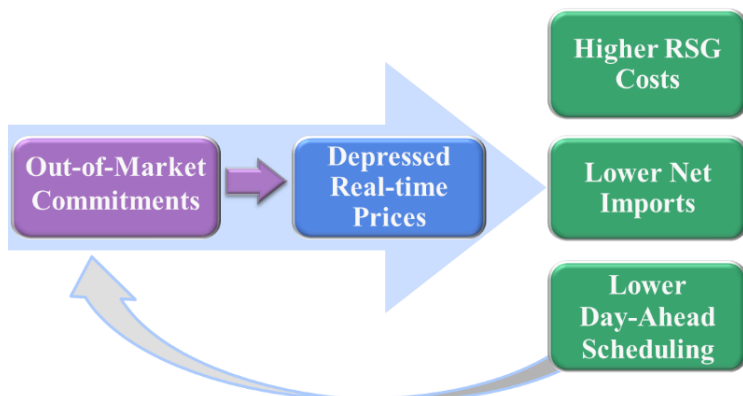 Out-of-Market
Commitments
Depressed
Real-time
Prices
Higher RSG
Costs
Lower Net
Imports
Lower
Day-Ahead
Scheduling